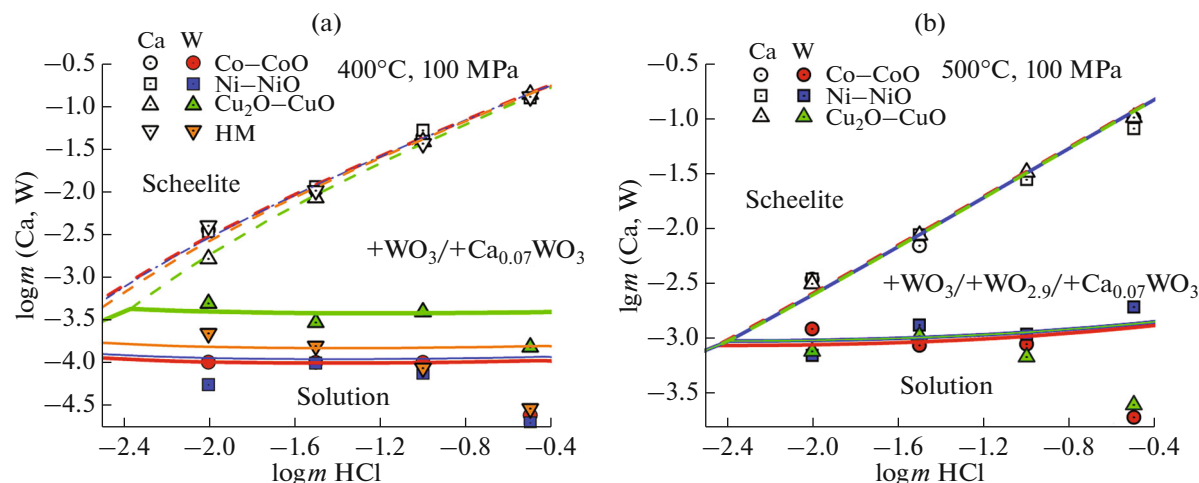 (a)
Ca W
Co–CoO
Ni–NiO
Cu₂O–CuO
HM
400°C, 100 MPa
Scheelite
+WO₃/+Ca₀.₀₇WO₃
Solution
−0.5
−1.0
−1.5
−2.0
−2.5
−3.0
−3.5
−4.0
−4.5
logm (Ca, W)
−2.4 −2.0 −1.6 −1.2 −0.8 −0.4
logm HCl
(b)
Ca W
Co–CoO
Ni–NiO
Cu₂O–CuO
500°C, 100 MPa
Scheelite
+WO₃/+WO₂.₉/+Ca₀.₀₇WO₃
Solution
−0.5
−1.0
−1.5
−2.0
−2.5
−3.0
−3.5
lgm (Ca, W)
−2.4 −2.0 −1.6 −1.2 −0.8 −0.4
logm HCl